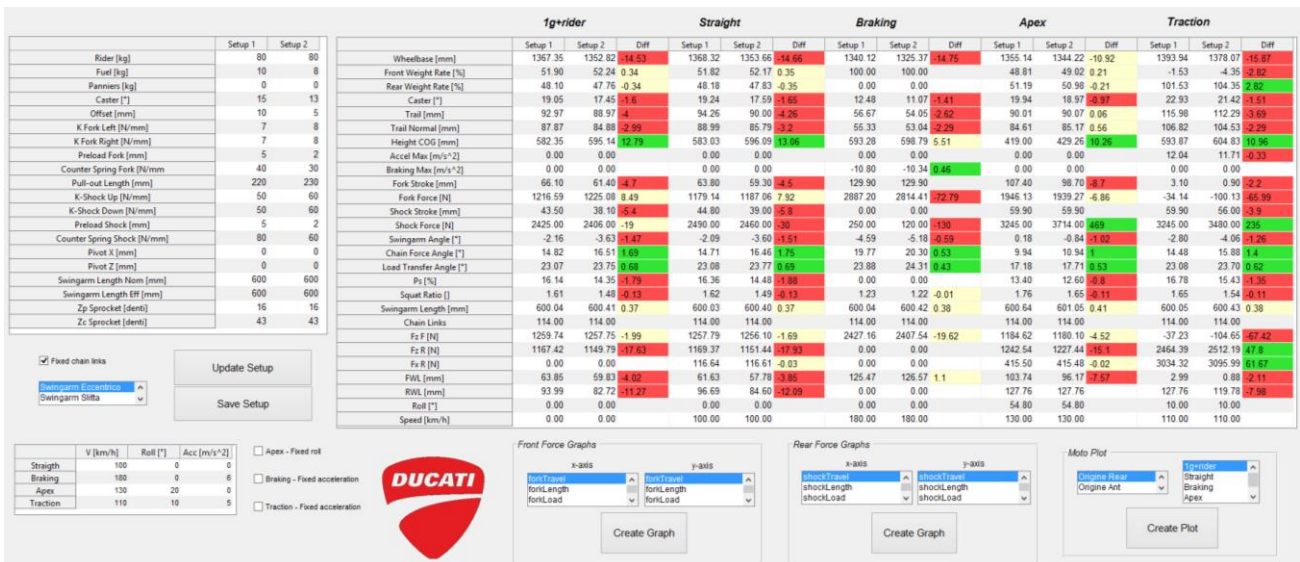 1g+rider Straight Braking Apex Traction
Setup 1 Setup 2
Rider [kg] 80 80
Fuel [kg] 10 8
Panniers [kg] 0 0
Caster [°] 15 13
Offset [mm] 10 5
K Fork Left [N/mm] 7 8
K Fork Right [N/mm] 7 8
Preload Fork [mm] 5 2
Counter Spring Fork [N/mm 40 30
Pull-out Length [mm] 220 230
K-Shock Up [N/mm] 50 60
K-Shock Down [N/mm] 50 60
Preload Shock [mm] 5 2
Counter Spring Shock [N/mm] 80 60
Pivot X [mm] 0 0
Pivot Z [mm] 0 0
Swingarm Length Nom [mm] 600 600
Swingarm Length Eff [mm] 600 600
Zp Sprocket [denti] 16 16
Zc Sprocket [denti] 43 43
Setup 1 Setup 2 Diff Setup 1 Setup 2 Diff Setup 1 Setup 2 Diff Setup 1 Setup 2 Diff Setup 1 Setup 2 Diff
Wheelbase [mm] 1367.35 1352.82 -14.53 1368.32 1353.66 -14.66 1340.12 1325.37 -14.75 1355.14 1344.22 -10.92 1393.94 1378.07 -15.87
Front Weight Rate [%] 51.90 52.24 0.34 51.82 52.17 0.35 100.00 100.00 48.81 49.02 0.21 -1.53 -4.35 -2.82
Rear Weight Rate [%] 48.10 47.76 -0.34 48.18 47.83 -0.35 0.00 0.00 51.19 50.98 -0.21 101.53 104.35 2.82
Caster [°] 19.05 17.45 -1.6 19.24 17.59 -1.65 12.48 11.07 -1.41 19.94 18.97 -0.97 22.93 21.42 -1.51
Trail [mm] 92.97 88.97 -4 94.26 90.00 -4.26 56.67 54.05 -2.62 90.01 90.07 0.06 115.98 112.29 -3.69
Trail Normal [mm] 87.87 84.88 -2.99 88.99 85.79 -3.2 55.33 53.04 -2.29 84.61 85.17 0.56 106.82 104.53 -2.29
Height COG [mm] 582.35 595.14 12.79 583.03 596.09 13.06 593.28 598.79 5.51 419.00 429.26 10.26 593.87 604.83 10.96
Accel Max [m/s^2] 0.00 0.00 0.00 0.00 0.00 0.00 0.00 0.00 12.04 11.71 -0.33
Braking Max [m/s^2] 0.00 0.00 0.00 0.00 -10.80 -10.34 0.46 0.00 0.00 0.00 0.00
Fork Stroke [mm] 66.10 61.40 -4.7 63.80 59.30 -4.5 129.90 129.90 107.40 98.70 -8.7 3.10 0.90 -2.2
Fork Force [N] 1216.59 1225.08 8.49 1179.14 1187.06 7.92 2887.20 2814.41 -72.79 1946.13 1939.27 -6.86 -34.14 -100.13 -65.99
Shock Stroke [mm] 43.50 38.10 -5.4 44.80 39.00 -5.8 0.00 0.00 59.90 59.90 59.90 56.00 -3.9
Shock Force [N] 2425.00 2406.00 -19 2490.00 2460.00 -30 250.00 120.00 -130 3245.00 3714.00 469 3245.00 3480.00 235
Swingarm Angle [°] -2.16 -3.63 -1.47 -2.09 -3.60 -1.51 -4.59 -5.18 -0.59 0.18 -0.84 -1.02 -2.80 -4.06 -1.26
Chain Force Angle [°] 14.82 16.51 1.69 14.71 16.46 1.75 19.77 20.30 0.53 9.94 10.94 1 14.48 15.88 1.4
Load Transfer Angle [°] 23.07 23.75 0.68 23.08 23.77 0.69 23.88 24.31 0.43 17.18 17.71 0.53 23.08 23.70 0.62
Ps [%] 16.14 14.35 -1.79 16.36 14.48 -1.88 0.00 0.00 13.40 12.60 -0.8 16.78 15.43 -1.35
Squat Ratio [] 1.61 1.48 -0.13 1.62 1.49 -0.13 1.23 1.22 -0.01 1.76 1.65 -0.11 1.65 1.54 -0.11
Swingarm Length [mm] 600.04 600.41 0.37 600.03 600.40 0.37 600.04 600.42 0.38 600.64 601.05 0.41 600.05 600.43 0.38
Chain Links 114.00 114.00 114.00 114.00 114.00 114.00 114.00 114.00 114.00 114.00
Fz F [N] 1259.74 1257.75 -1.99 1257.79 1256.10 -1.69 2427.16 2407.54 -19.62 1184.62 1180.10 -4.52 -37.23 -104.65 -67.42
Fz R [N] 1167.42 1149.79 -17.63 1169.37 1151.44 -17.93 0.00 0.00 1242.54 1227.44 -15.1 2464.39 2512.19 47.8
Fx R [N] 0.00 0.00 116.64 116.61 -0.03 0.00 0.00 415.50 415.48 -0.02 3034.32 3095.99 61.67
FWL [mm] 63.85 59.83 -4.02 61.63 57.78 -3.85 125.47 126.57 1.1 103.74 96.17 -7.57 2.99 0.88 -2.11
RWL [mm] 93.99 82.72 -11.27 96.69 84.60 -12.09 0.00 0.00 127.76 127.76 127.76 119.78 -7.98
Roll [°] 0.00 0.00 0.00 0.00 0.00 0.00 54.80 54.80 10.00 10.00
Speed [km/h] 0.00 0.00 100.00 100.00 180.00 180.00 130.00 130.00 110.00 110.00
Fixed chain links
Swingarm Eccentrico
Swingarm Slitta
Update Setup
Save Setup
V [km/h] Roll [°] Acc [m/s^2]
Straigth 100 0 0
Braking 180 0 6
Apex 130 20 0
Traction 110 10 5
Apex - Fixed roll
Braking - Fixed acceleration
Traction - Fixed acceleration
DUCATI
Front Force Graphs
x-axis y-axis
forkTravel forkTravel
forkLength forkLength
forkLoad forkLoad
Create Graph
Rear Force Graphs
x-axis y-axis
shockTravel shockTravel
shockLength shockLength
shockLoad shockLoad
Create Graph
Moto Plot
Origine Rear
Origine Ant
1g+rider
Straight
Braking
Apex
Create Plot